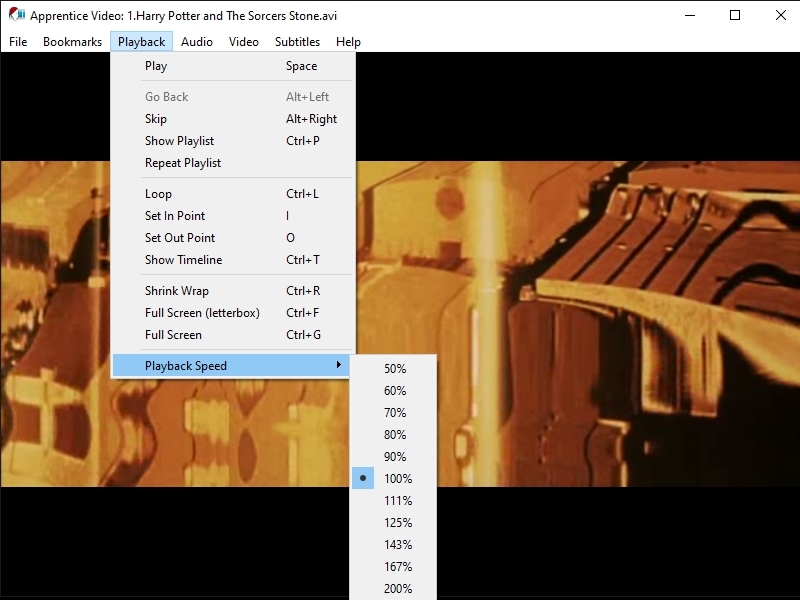 Apprentice Video: 1.Harry Potter and The Sorcers Stone.avi
File Bookmarks Playback Audio Video Subtitles Help
Play Space
Go Back Alt+Left
Skip Alt+Right
Show Playlist Ctrl+P
Repeat Playlist
Loop Ctrl+L
Set In Point I
Set Out Point O
Show Timeline Ctrl+T
Shrink Wrap Ctrl+R
Full Screen (letterbox) Ctrl+F
Full Screen Ctrl+G
Playback Speed
50%
60%
70%
80%
90%
100%
111%
125%
143%
167%
200%